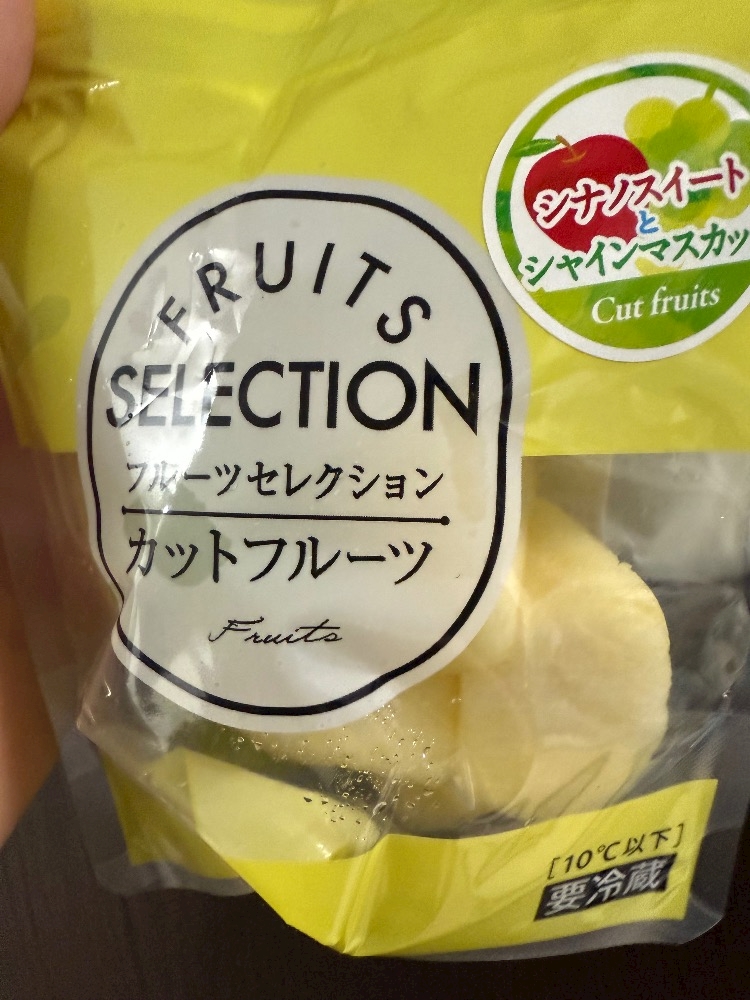 シナノスイート
と
シャインマスカッ
Cut fruits
FRUITS
SELECTION
フルーツセレクション
カットフルーツ
Fruits
[10℃以下]
要冷蔵